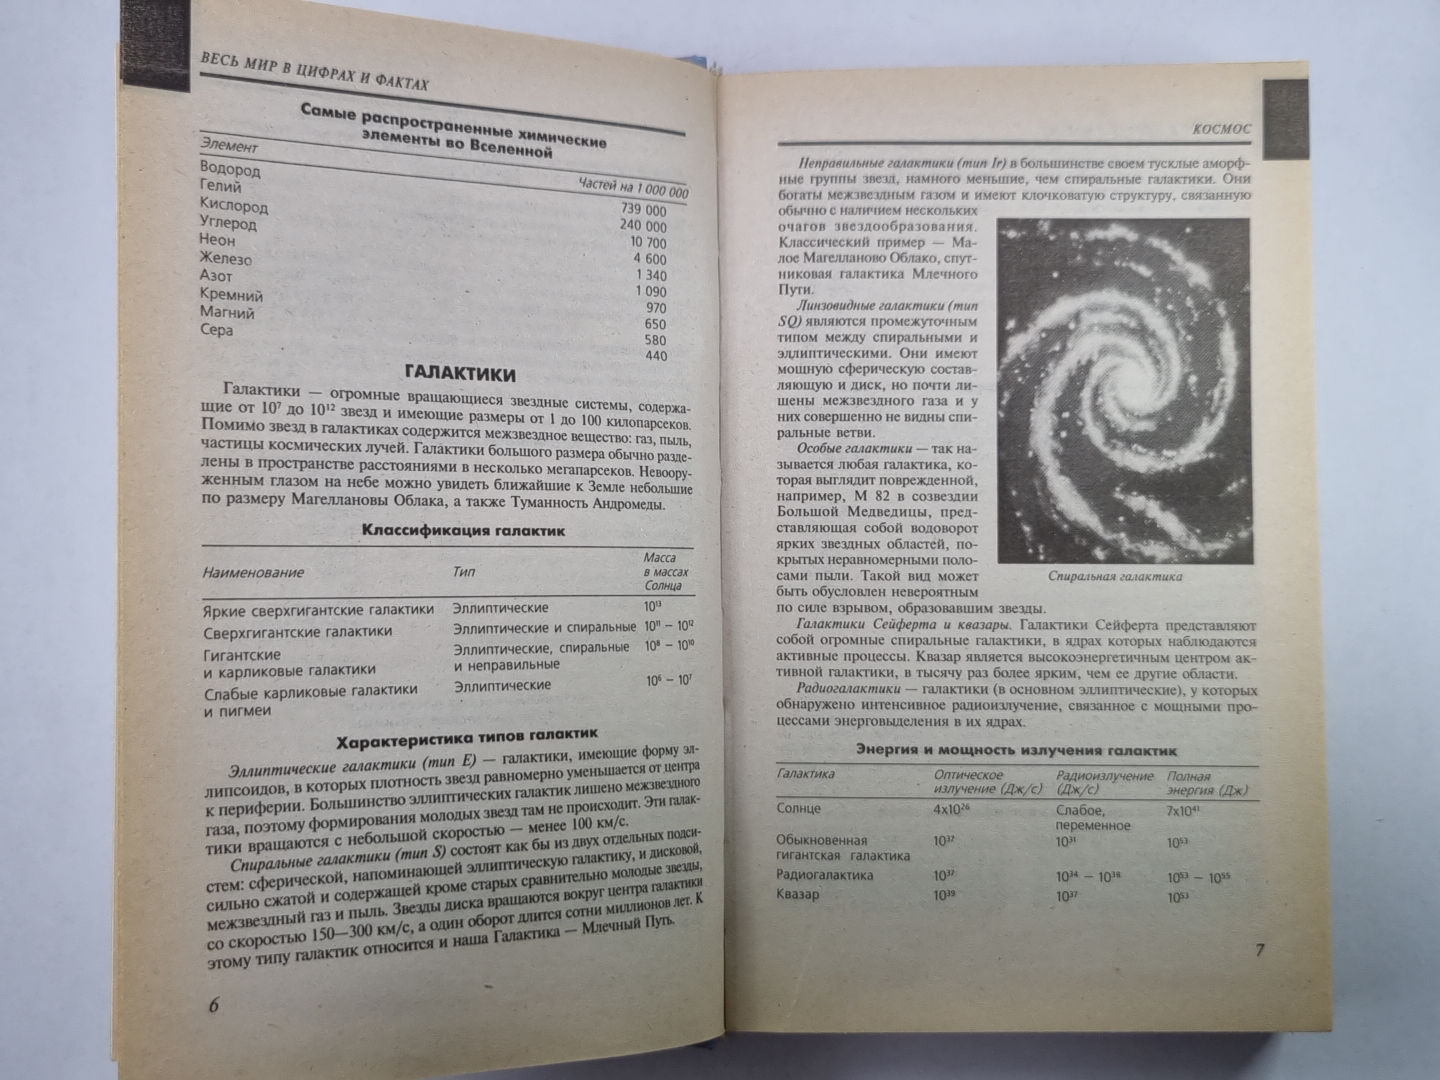 ВЕСЬ МИР В ЦИФРАХ И ФАКТАХ
Самые распространенные химические
элементы во Вселенной
Элемент Частей на 1 000 000
Водород 739 000
Гелий 240 000
Кислород 10 700
Углерод 4 600
Неон 1 340
Железо 1 090
Азот 970
Кремний 650
Магний 580
Сера 440
ГАЛАКТИКИ
Галактики — огромные вращающиеся звездные системы, содержа-
щие от 10⁷ до 10¹² звезд и имеющие размеры от 1 до 100 килопарсеков.
Помимо звезд в галактиках содержится межзвездное вещество: газ, пыль,
частицы космических лучей. Галактики большого размера обычно разде-
лены в пространстве расстояниями в несколько мегапарсеков. Невоору-
женным глазом на небе можно увидеть ближайшие к Земле небольшие
по размеру Магеллановы Облака, а также Туманность Андромеды.
Классификация галактик
Наименование Тип Масса
в массах
Солнца
Яркие сверхгигантские галактики Эллиптические 10¹³
Сверхгигантские галактики Эллиптические и спиральные 10¹¹ – 10¹²
Гигантские Эллиптические, спиральные 10⁸ – 10¹⁰
и карликовые галактики и неправильные
Слабые карликовые галактики Эллиптические 10⁶ – 10⁷
и пигмеи
Характеристика типов галактик
Эллиптические галактики (тип E) — галактики, имеющие форму эл-
липсоидов, в которых плотность звезд равномерно уменьшается от центра
к периферии. Большинство эллиптических галактик лишено межзвездного
газа, поэтому формирования молодых звезд там не происходит. Эти галак-
тики вращаются с небольшой скоростью — менее 100 км/с.
Спиральные галактики (тип S) состоят как бы из двух отдельных подси-
стем: сферической, напоминающей эллиптическую галактику, и дисковой,
сильно сжатой и содержащей кроме старых сравнительно молодые звезды,
межзвездный газ и пыль. Звезды диска вращаются вокруг центра галактики
со скоростью 150—300 км/с, а один оборот длится сотни миллионов лет. К
этому типу галактик относится и наша Галактика — Млечный Путь.
6
КОСМОС
Неправильные галактики (тип Ir) в большинстве своем тусклые аморф-
ные группы звезд, намного меньшие, чем спиральные галактики. Они
богаты межзвездным газом и имеют клочковатую структуру, связанную
обычно с наличием нескольких
очагов звездообразования.
Классический пример — Ма-
лое Магелланово Облако, спут-
никовая галактика Млечного
Пути.
Линзовидные галактики (тип
SQ) являются промежуточным
типом между спиральными и
эллиптическими. Они имеют
мощную сферическую состав-
ляющую и диск, но почти ли-
шены межзвездного газа и у
них совершенно не видны спи-
ральные ветви.
Особые галактики — так на-
зывается любая галактика, ко-
торая выглядит поврежденной,
например, М 82 в созвездии
Большой Медведицы, пред-
ставляющая собой водоворот
ярких звездных областей, по-
крытых неравномерными поло-
сами пыли. Такой вид может
быть обусловлен невероятным
по силе взрывом, образовавшим звезды.
Спиральная галактика
Галактики Сейферта и квазары. Галактики Сейферта представляют
собой огромные спиральные галактики, в ядрах которых наблюдаются
активные процессы. Квазар является высокоэнергетичным центром ак-
тивной галактики, в тысячу раз более ярким, чем ее другие области.
Радиогалактики — галактики (в основном эллиптические), у которых
обнаружено интенсивное радиоизлучение, связанное с мощными про-
цессами энерговыделения в их ядрах.
Энергия и мощность излучения галактик
Галактика Оптическое Радиоизлучение Полная
излучение (Дж/с) (Дж/с) энергия (Дж)
Солнце 4x10²⁶ Слабое, 7x10⁴¹
переменное
Обыкновенная 10³⁷ 10³¹ 10⁵³
гигантская галактика
Радиогалактика 10³⁷ 10³⁴ – 10³⁸ 10⁵³ – 10⁵⁵
Квазар 10³⁹ 10³⁷ 10⁵³
7